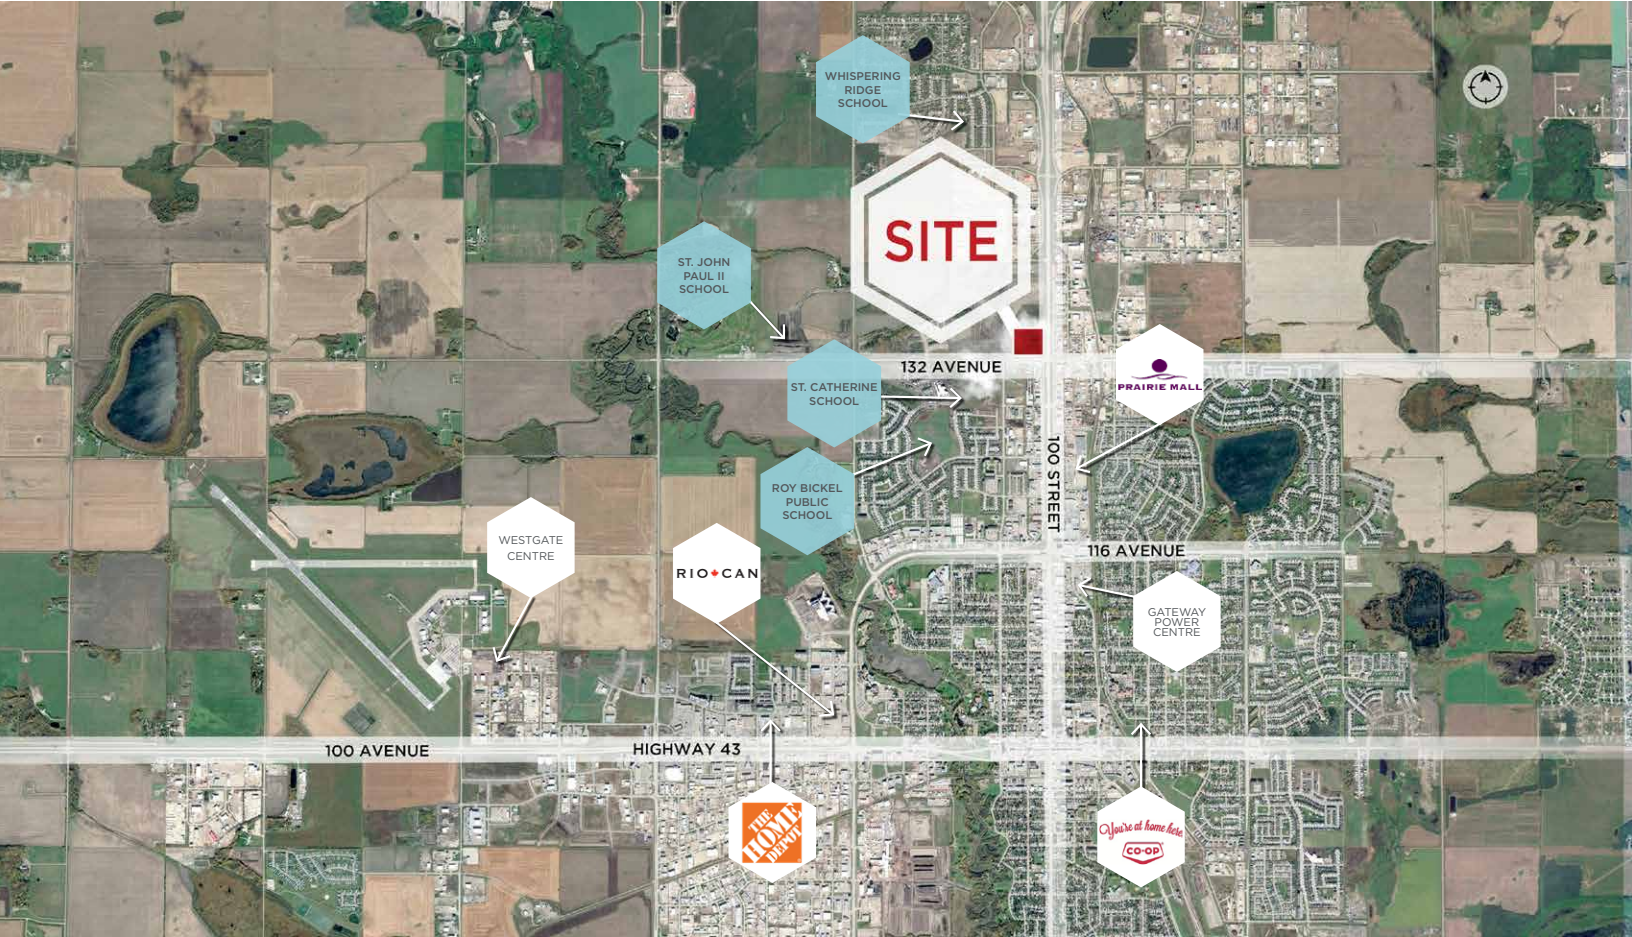 WHISPERING
RIDGE
SCHOOL
SITE
ST. JOHN
PAUL II
SCHOOL
132 AVENUE
PRAIRIE MALL
ST. CATHERINE
SCHOOL
100 STREET
ROY BICKEL
PUBLIC
SCHOOL
WESTGATE
CENTRE
RIO CAN
116 AVENUE
GATEWAY
POWER
CENTRE
100 AVENUE
HIGHWAY 43
THE
HOME
DEPOT
You're at home here.
CO-OP